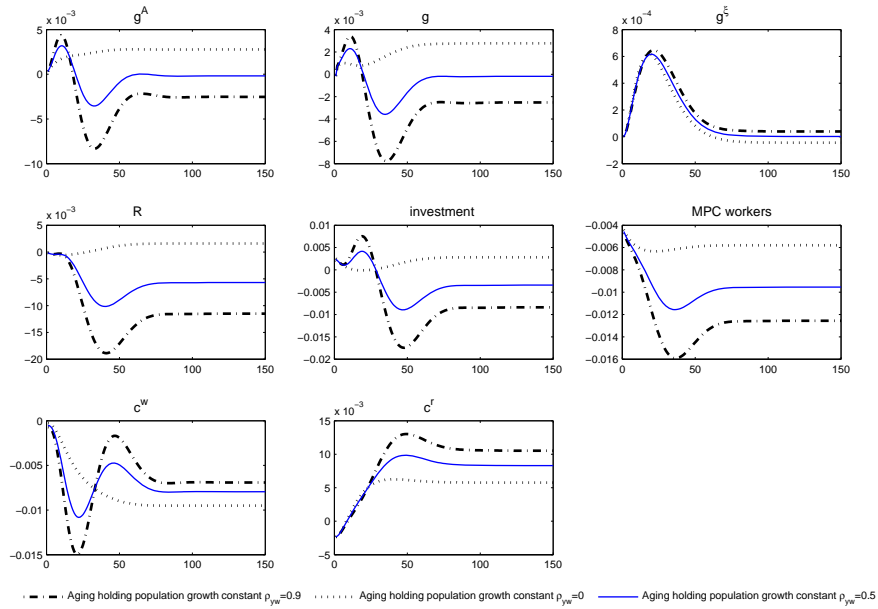 g^A
x 10^-3
5
0
−5
−10
0 50 100 150
g
x 10^-3
4
2
0
−2
−4
−6
−8
0 50 100 150
g^ξ
x 10^-4
8
6
4
2
0
−2
0 50 100 150
R
x 10^-3
5
0
−5
−10
−15
−20
0 50 100 150
investment
0.01
0.005
0
−0.005
−0.01
−0.015
−0.02
0 50 100 150
MPC workers
−0.004
−0.006
−0.008
−0.01
−0.012
−0.014
−0.016
0 50 100 150
c^w
0
−0.005
−0.01
−0.015
0 50 100 150
c^r
x 10^-3
15
10
5
0
−5
0 50 100 150
Aging holding population growth constant ρ_yw=0.9 Aging holding population growth constant ρ_yw=0 Aging holding population growth constant ρ_yw=0.5